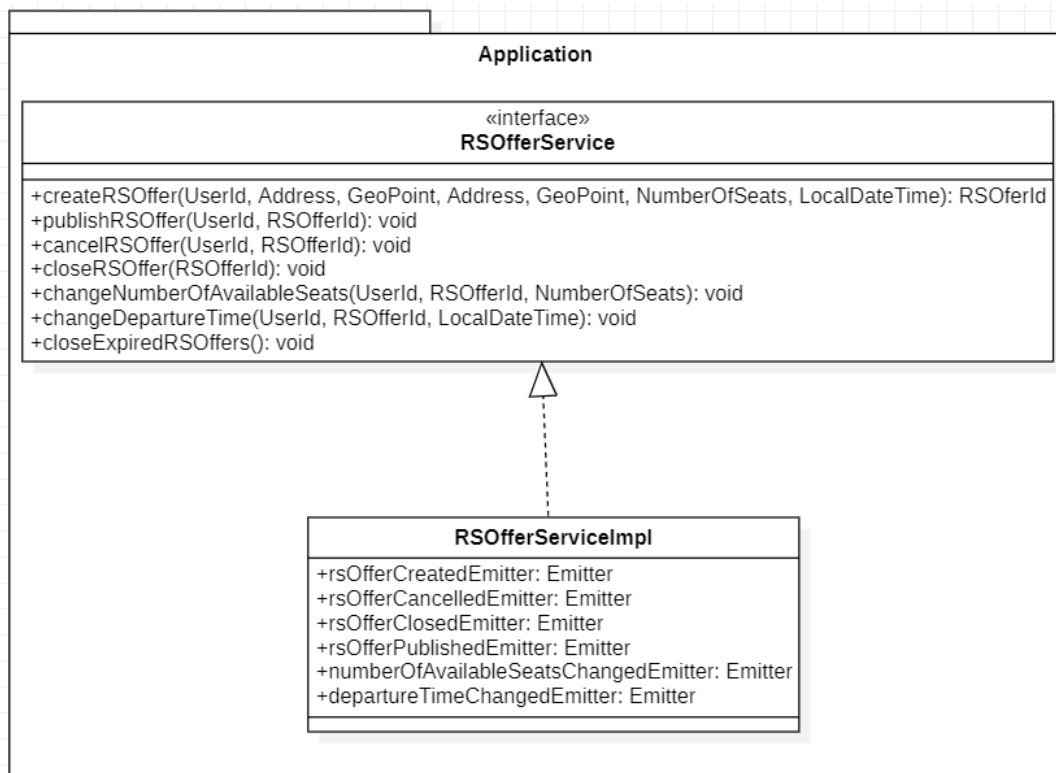 Application
«interface»
RSOfferService
+createRSOffer(UserId, Address, GeoPoint, Address, GeoPoint, NumberOfSeats, LocalDateTime): RSOferId
+publishRSOffer(UserId, RSOfferId): void
+cancelRSOffer(UserId, RSOfferId): void
+closeRSOffer(RSOfferId): void
+changeNumberOfAvailableSeats(UserId, RSOfferId, NumberOfSeats): void
+changeDepartureTime(UserId, RSOfferId, LocalDateTime): void
+closeExpiredRSOffers(): void
RSOfferServiceImpl
+rsOfferCreatedEmitter: Emitter
+rsOfferCancelledEmitter: Emitter
+rsOfferClosedEmitter: Emitter
+rsOfferPublishedEmitter: Emitter
+numberOfAvailableSeatsChangedEmitter: Emitter
+departureTimeChangedEmitter: Emitter